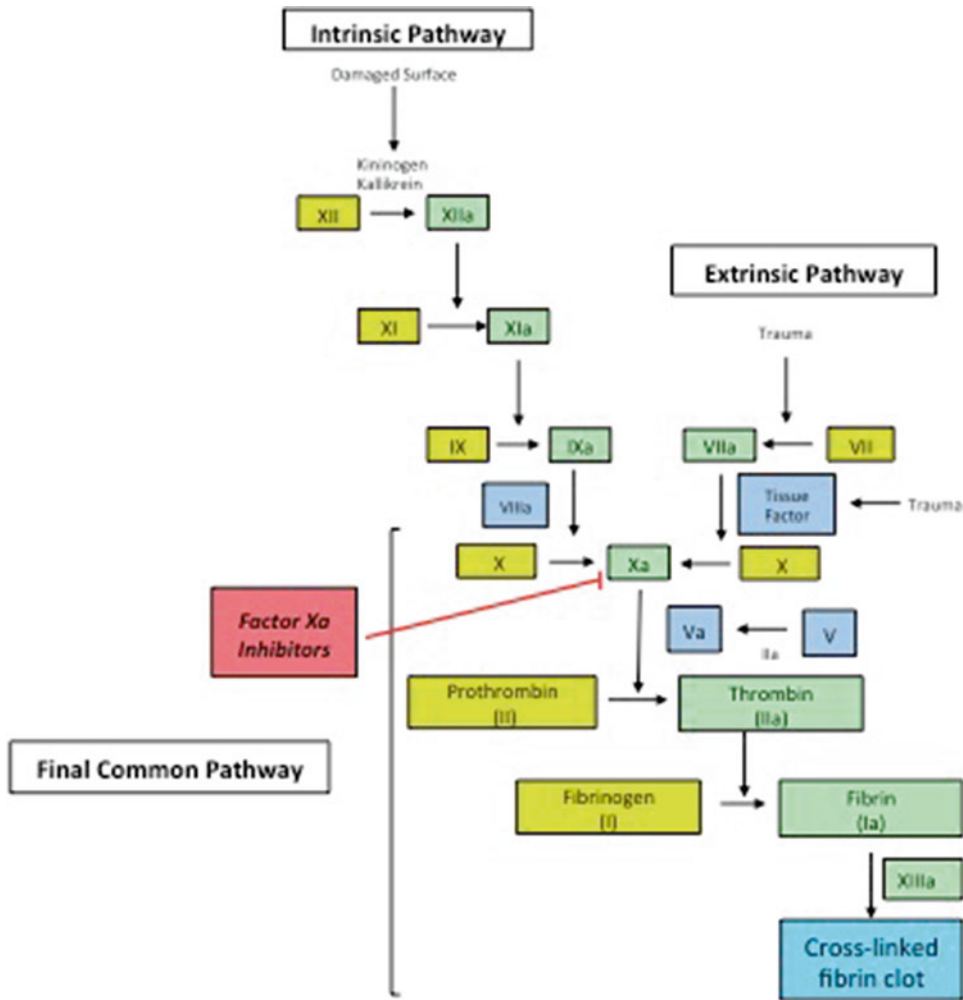 Intrinsic Pathway
Damaged Surface
Kininogen
Kallikrein
XII
XIIa
Extrinsic Pathway
XI
XIa
Trauma
IX
IXa
VIIa
VII
VIIIa
Tissue
Factor
Trauma
X
Xa
X
Factor Xa
Inhibitors
Va
V
IIa
Prothrombin
(II)
Thrombin
(IIa)
Final Common Pathway
Fibrinogen
(I)
Fibrin
(Ia)
XIIIa
Cross-linked
fibrin clot